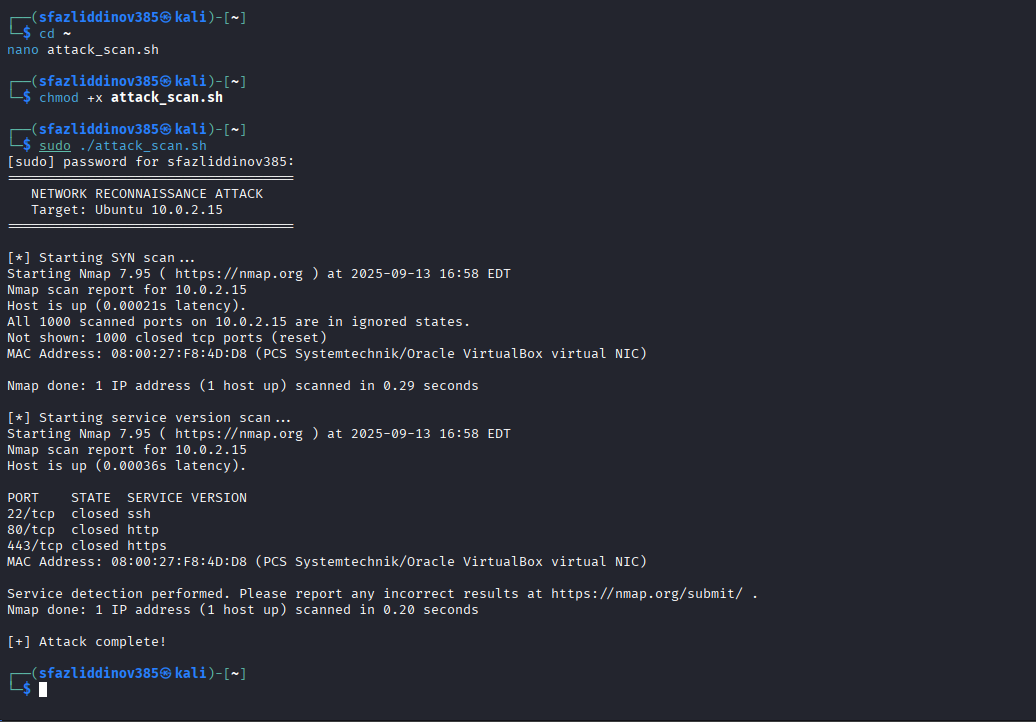 ┌──(sfazliddinov385㉿kali)-[~]
└─$ cd ~
nano attack_scan.sh
┌──(sfazliddinov385㉿kali)-[~]
└─$ chmod +x attack_scan.sh
┌──(sfazliddinov385㉿kali)-[~]
└─$ sudo ./attack_scan.sh
[sudo] password for sfazliddinov385:
====================================
NETWORK RECONNAISSANCE ATTACK
Target: Ubuntu 10.0.2.15
====================================
[*] Starting SYN scan...
Starting Nmap 7.95 ( https://nmap.org ) at 2025-09-13 16:58 EDT
Nmap scan report for 10.0.2.15
Host is up (0.00021s latency).
All 1000 scanned ports on 10.0.2.15 are in ignored states.
Not shown: 1000 closed tcp ports (reset)
MAC Address: 08:00:27:F8:4D:D8 (PCS Systemtechnik/Oracle VirtualBox virtual NIC)
Nmap done: 1 IP address (1 host up) scanned in 0.29 seconds
[*] Starting service version scan...
Starting Nmap 7.95 ( https://nmap.org ) at 2025-09-13 16:58 EDT
Nmap scan report for 10.0.2.15
Host is up (0.00036s latency).
PORT    STATE  SERVICE VERSION
22/tcp  closed ssh
80/tcp  closed http
443/tcp closed https
MAC Address: 08:00:27:F8:4D:D8 (PCS Systemtechnik/Oracle VirtualBox virtual NIC)
Service detection performed. Please report any incorrect results at https://nmap.org/submit/ .
Nmap done: 1 IP address (1 host up) scanned in 0.20 seconds
[+] Attack complete!
┌──(sfazliddinov385㉿kali)-[~]
└─$